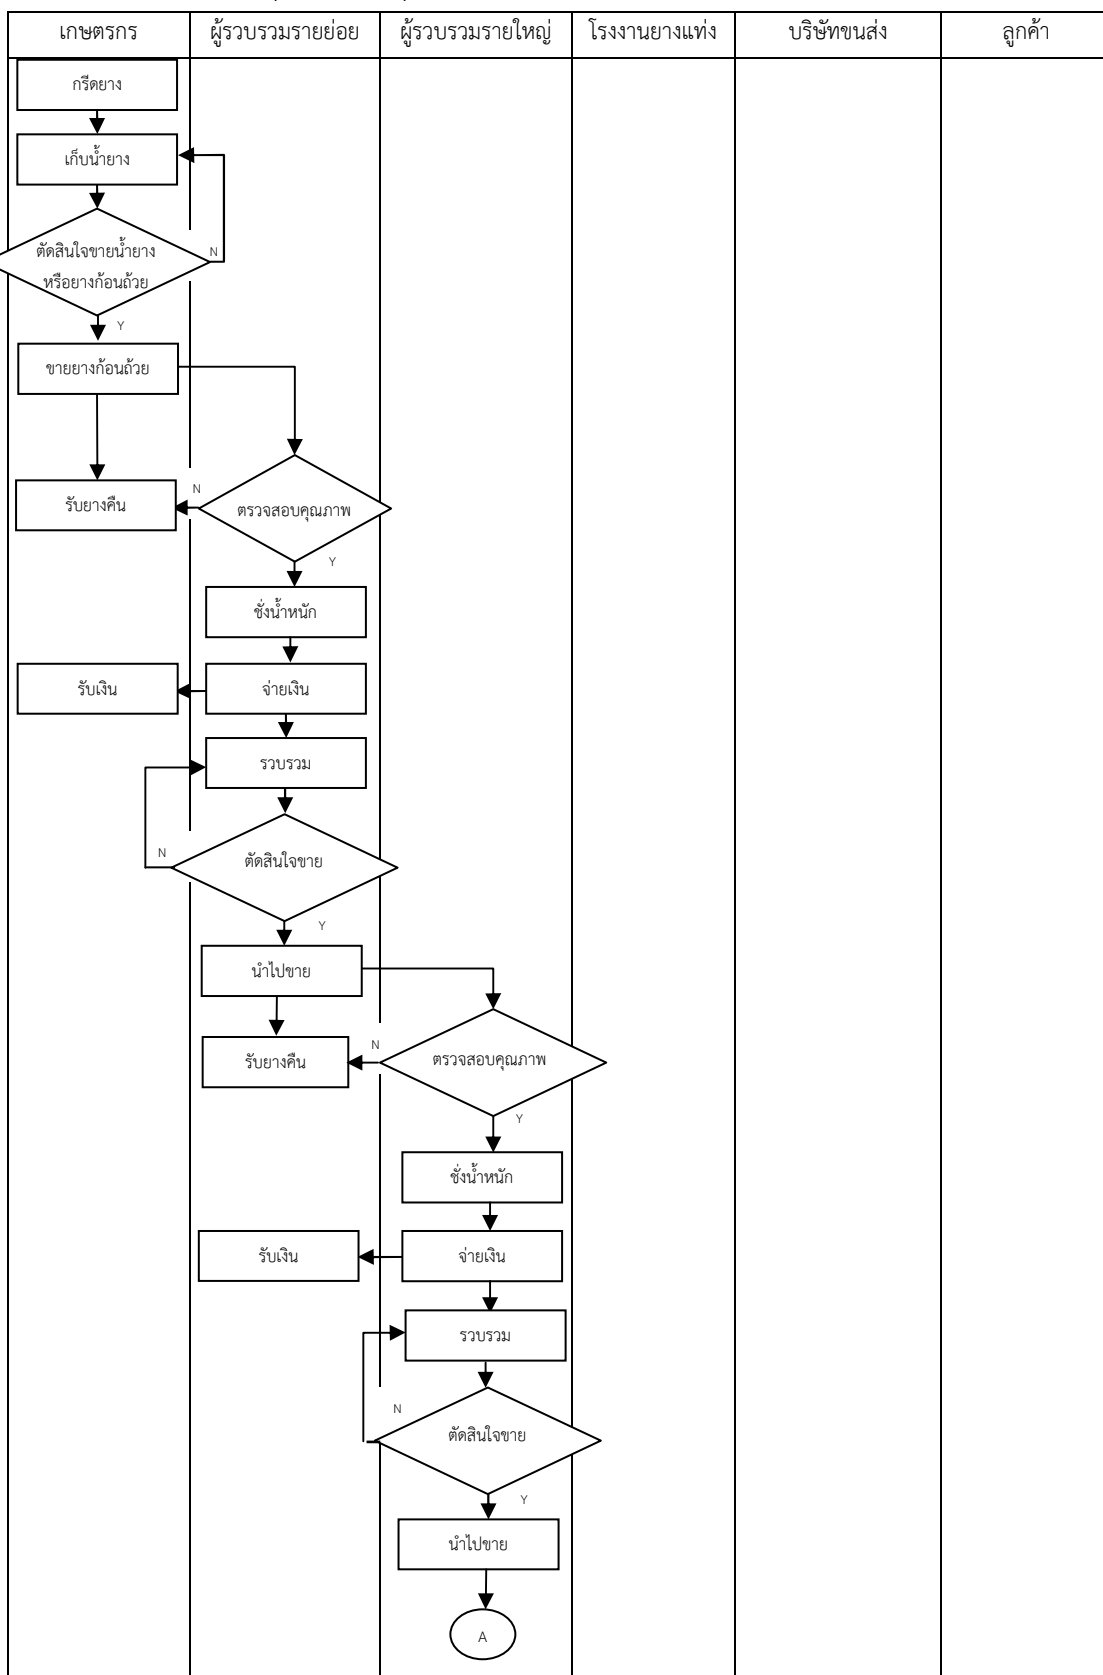 เกษตรกร ผู้รวบรวมรายย่อย ผู้รวบรวมรายใหญ่ โรงงานยางแท่ง บริษัทขนส่ง ลูกค้า
กรีดยาง
เก็บน้ำยาง
ตัดสินใจขายน้ำยาง
หรือยางก้อนถ้วย
N
Y
ขายยางก้อนถ้วย
N
รับยางคืน
ตรวจสอบคุณภาพ
Y
ชั่งน้ำหนัก
รับเงิน
จ่ายเงิน
รวบรวม
N
ตัดสินใจขาย
Y
นำไปขาย
N
รับยางคืน
ตรวจสอบคุณภาพ
Y
ชั่งน้ำหนัก
รับเงิน
จ่ายเงิน
รวบรวม
N
ตัดสินใจขาย
Y
นำไปขาย
A